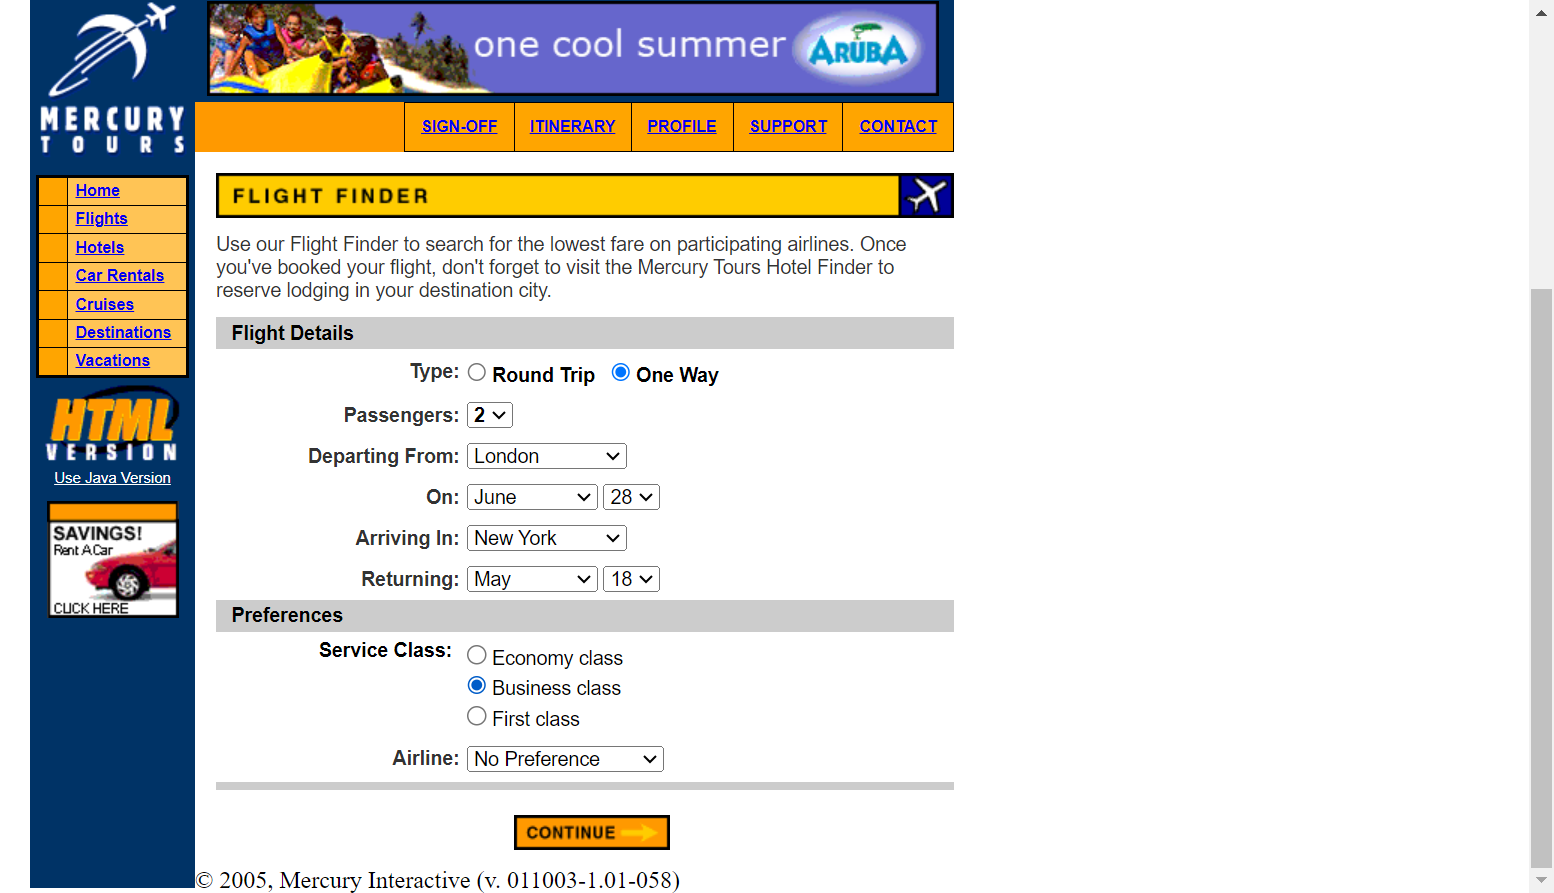 one cool summer
ARUBA
MERCURY
TOURS
SIGN-OFF
ITINERARY
PROFILE
SUPPORT
CONTACT
Home
Flights
Hotels
Car Rentals
Cruises
Destinations
Vacations
HTML
VERSION
Use Java Version
SAVINGS!
Rent A Car
CLICK HERE
FLIGHT FINDER
Use our Flight Finder to search for the lowest fare on participating airlines. Once
you've booked your flight, don't forget to visit the Mercury Tours Hotel Finder to
reserve lodging in your destination city.
Flight Details
Type: Round Trip One Way
Passengers: 2
Departing From: London
On: June 28
Arriving In: New York
Returning: May 18
Preferences
Service Class: Economy class
Business class
First class
Airline: No Preference
CONTINUE
© 2005, Mercury Interactive (v. 011003-1.01-058)